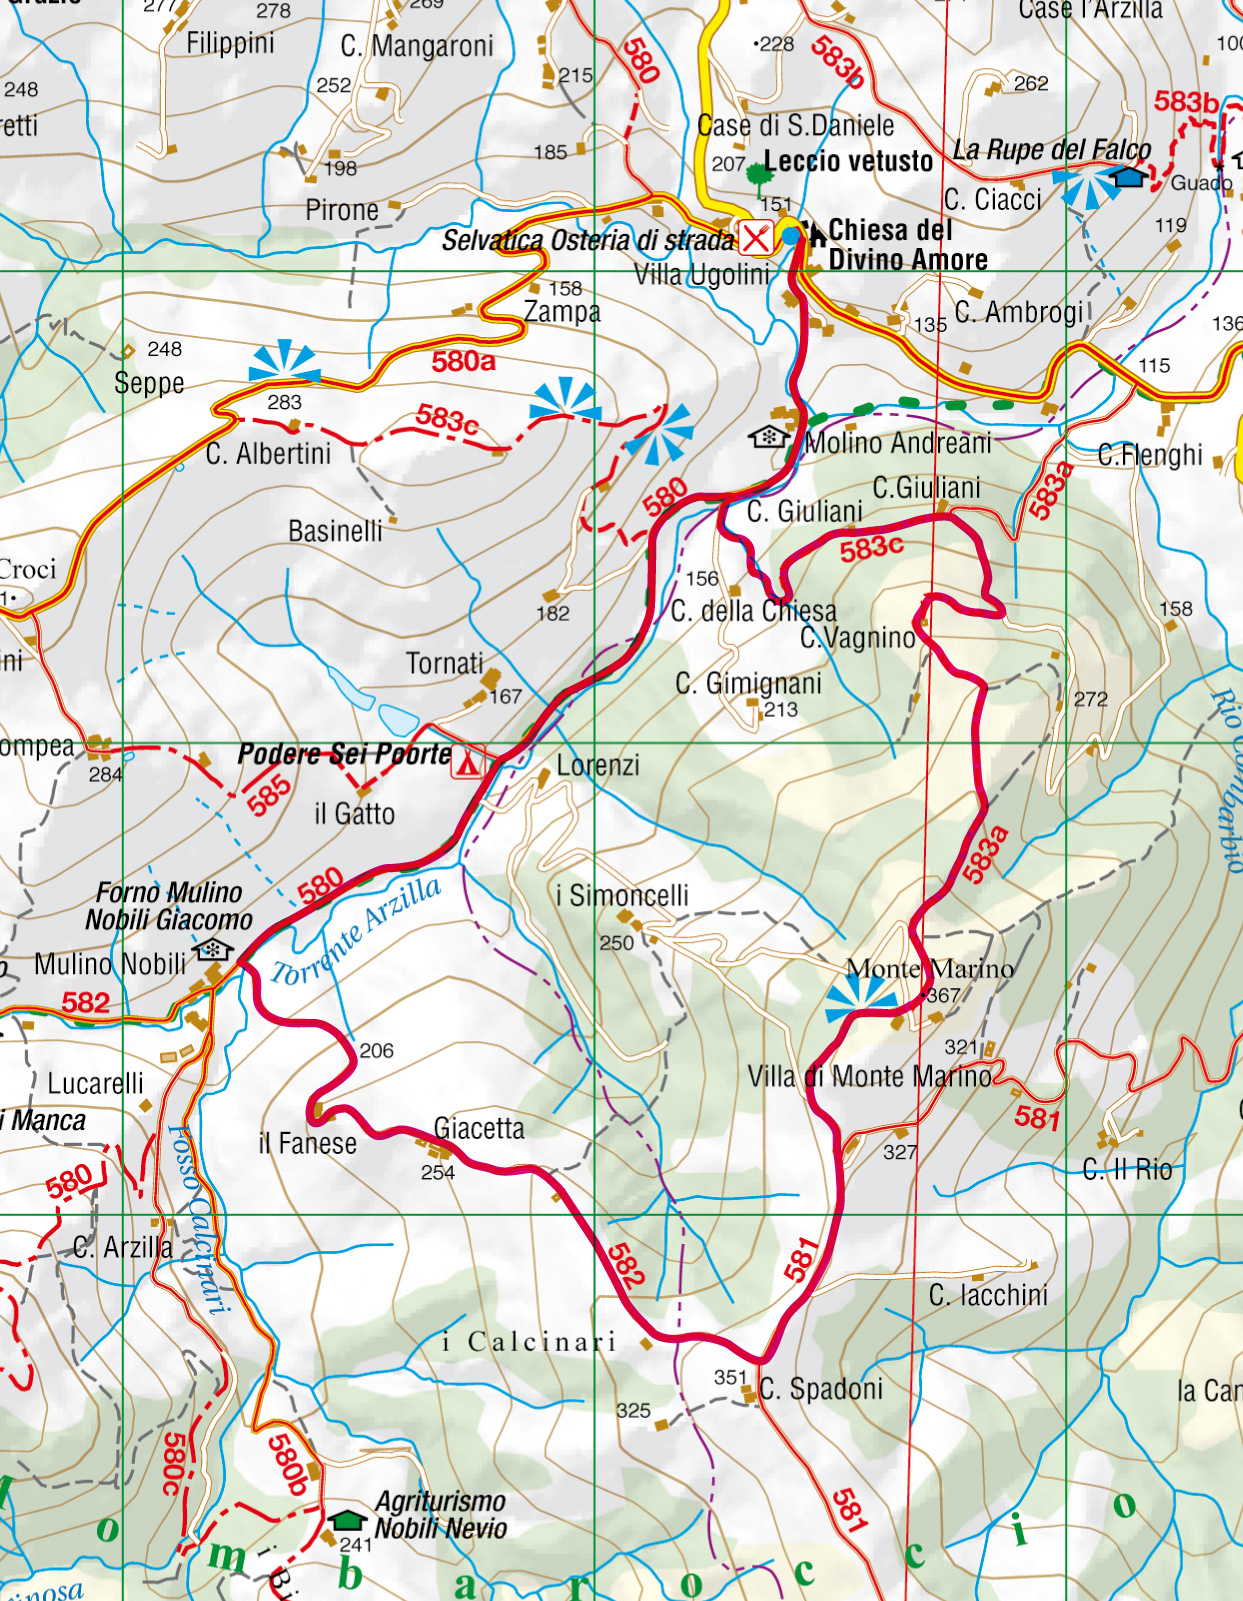 277
278
269
Filippini
C. Mangaroni
252
248
retti
215
580
•228
583b
Case l'Arzilla
262
100
583b
Case di S.Daniele
185
198
207
Leccio vetusto
La Rupe del Falco
Guado
Pirone
151
C. Ciacci
119
Selvatica Osteria di strada
Chiesa del
Divino Amore
Villa Ugolini
158
Zampa
135
C. Ambrogi
136
248
Seppe
580a
283
115
583c
C. Albertini
Molino Andreani
C.Flenghi
583a
Basinelli
580
C. Giuliani
C.Giuliani
583c
Croci
1•
182
156
C. della Chiesa
158
ini
C.Vagnino
Tornati
167
C. Gimignani
213
272
Rio Combarbio
ompea
284
Podere Sei Poorte
585
il Gatto
Lorenzi
583a
580
Forno Mulino
Nobili Giacomo
Torrente Arzilla
i Simoncelli
250
Mulino Nobili
Monte Marino
•367
582
206
321
Lucarelli
Villa di Monte Marino
581
i Manca
il Fanese
Giacetta
254
327
C. Il Rio
580
Fosso Calcinari
C. Arzilla
582
581
C. Iacchini
i Calcinari
351
C. Spadoni
325
la Can
580c
580b
581
Agriturismo
Nobili Nevio
241
o m b a r o c c i o
i Bi
inosa